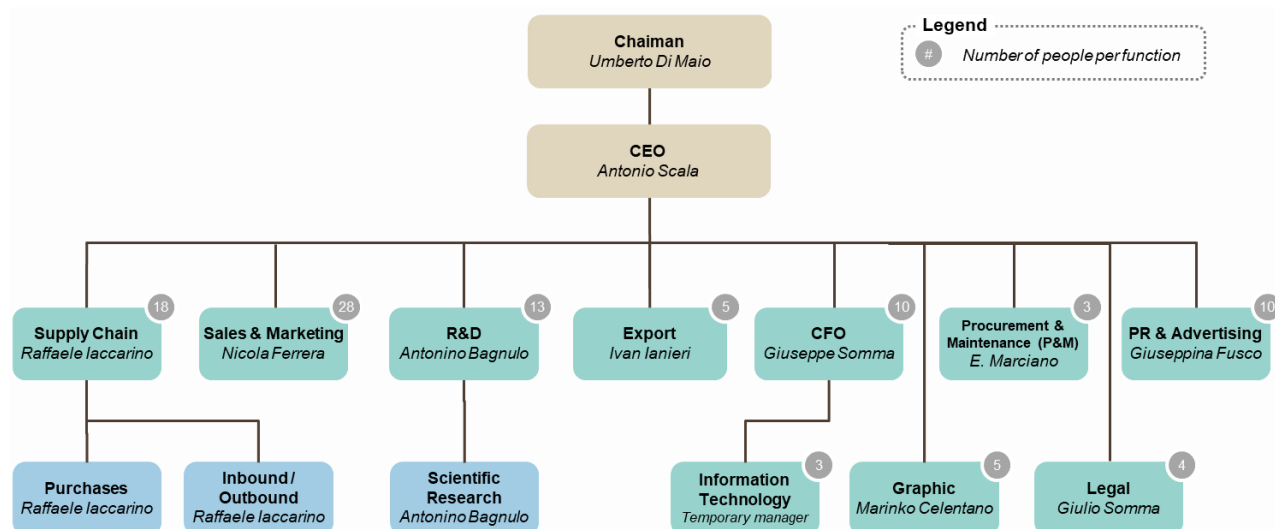 Legend
# Number of people per function
Chaiman
Umberto Di Maio
CEO
Antonio Scala
18
Supply Chain
Raffaele Iaccarino
28
Sales & Marketing
Nicola Ferrera
13
R&D
Antonino Bagnulo
5
Export
Ivan Ianieri
10
CFO
Giuseppe Somma
3
Procurement &
Maintenance (P&M)
E. Marciano
10
PR & Advertising
Giuseppina Fusco
Purchases
Raffaele Iaccarino
Inbound /
Outbound
Raffaele Iaccarino
Scientific
Research
Antonino Bagnulo
3
Information
Technology
Temporary manager
5
Graphic
Marinko Celentano
4
Legal
Giulio Somma